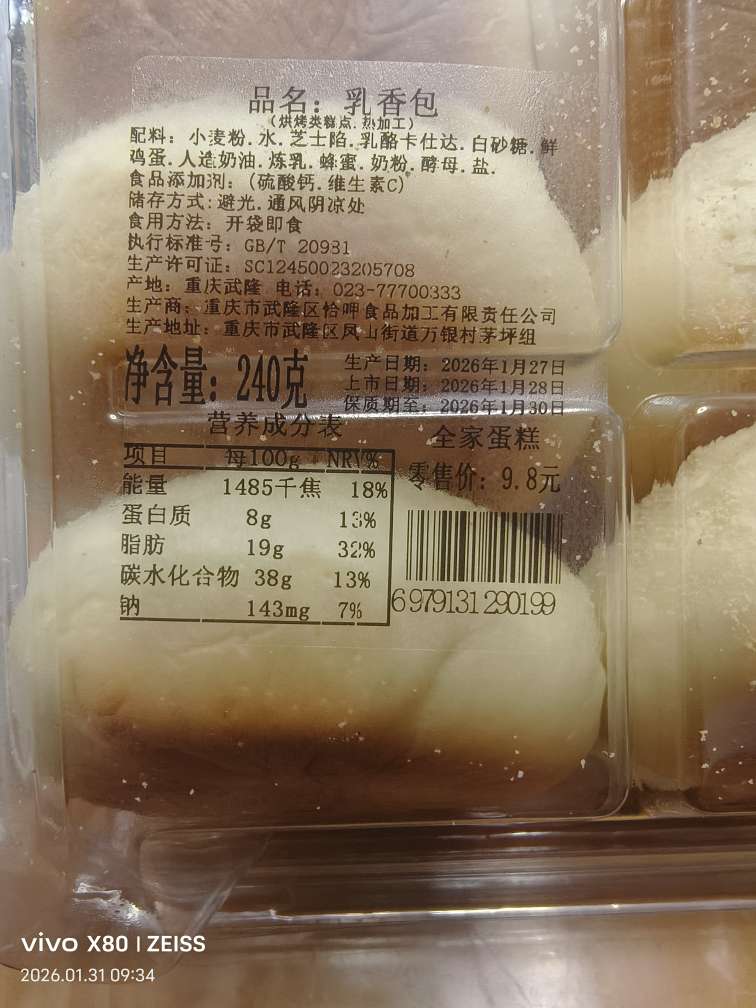 品名：乳香包
（烘烤类糕点.热加工）
配料：小麦粉.水.芝士馅.乳酪卡仕达.白砂糖.鲜
鸡蛋.人造奶油.炼乳.蜂蜜.奶粉.酵母.盐.
食品添加剂：（硫酸钙.维生素C）
储存方式：避光.通风阴凉处
食用方法：开袋即食
执行标准号：GB/T 20981
生产许可证：SC12450023205708
产地：重庆武隆 电话：023-77700333
生产商：重庆市武隆区恰呷食品加工有限责任公司
生产地址：重庆市武隆区凤山街道万银村茅坪组
净含量：240克
生产日期：2026年1月27日
上市日期：2026年1月28日
保质期至：2026年1月30日
营养成分表
项目 每100g NRV%
能量 1485千焦 18%
蛋白质 8g 13%
脂肪 19g 32%
碳水化合物 38g 13%
钠 143mg 7%
全家蛋糕
零售价：9.8元
6979131290199
vivo X80 | ZEISS
2026.01.31 09:34